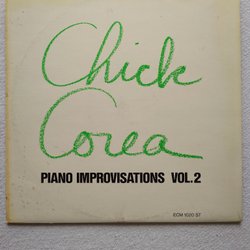 Chick
Corea
PIANO IMPROVISATIONS VOL.2
ECM 1020 ST